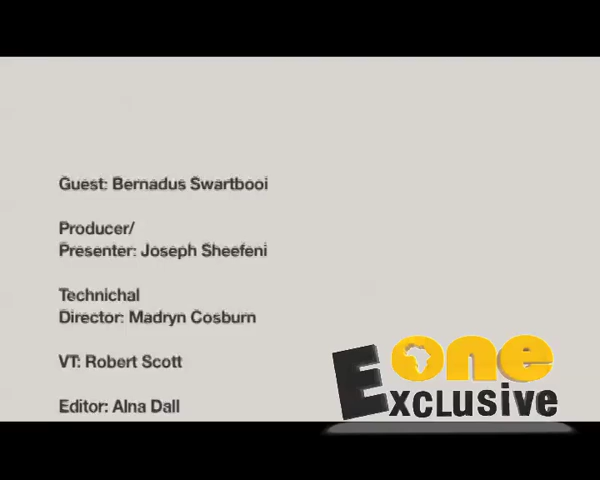 Guest: Bernadus Swartbooi
Producer/
Presenter: Joseph Sheefeni
Technichal
Director: Madryn Cosburn
VT: Robert Scott
Editor: Alna Dall
one
Exclusive